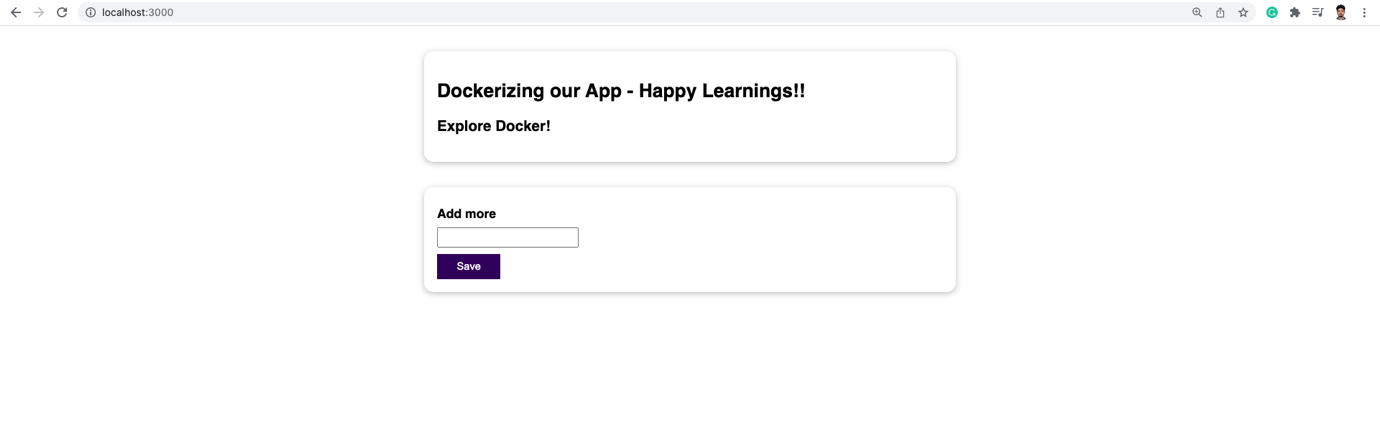 localhost:3000
Dockerizing our App - Happy Learnings!!
Explore Docker!
Add more
Save